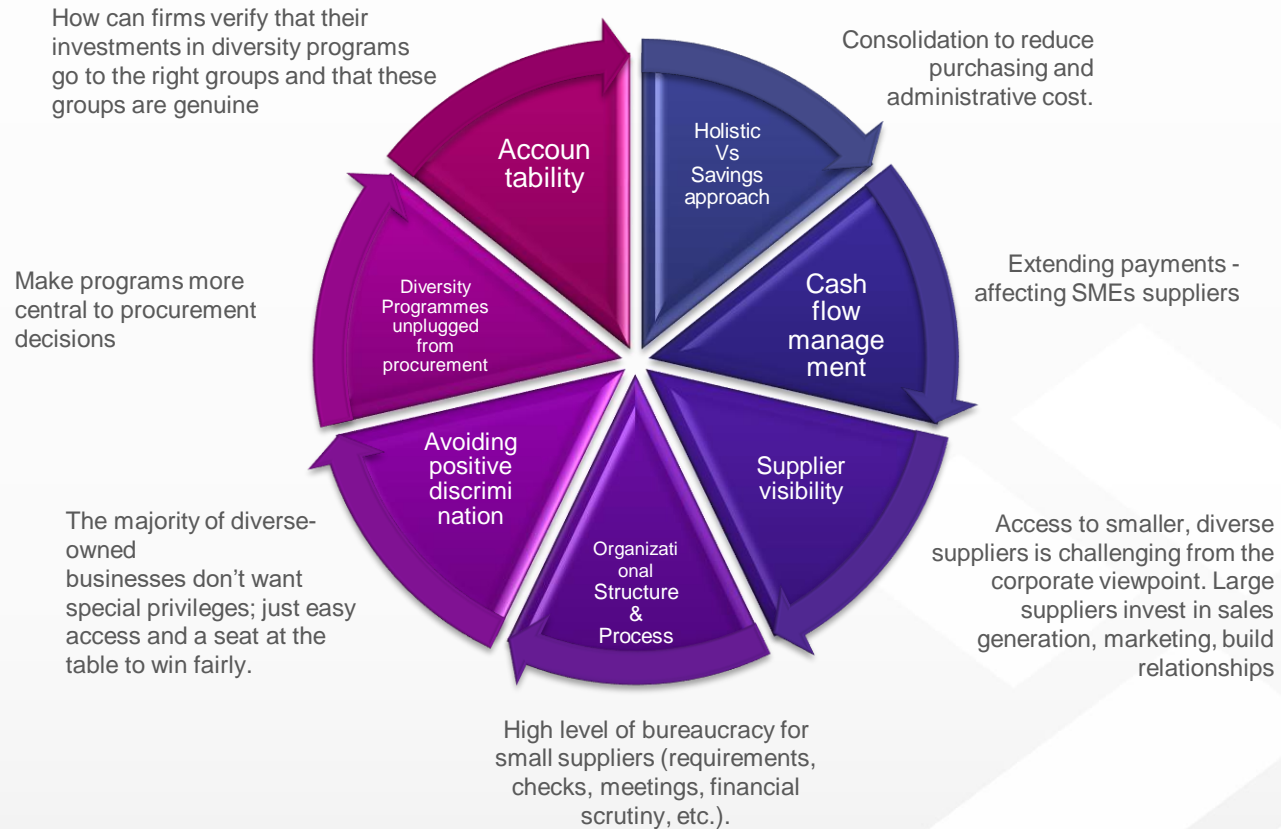 How can firms verify that their
investments in diversity programs
go to the right groups and that these
groups are genuine
Consolidation to reduce
purchasing and
administrative cost.
Accoun
tability
Holistic
Vs
Savings
approach
Make programs more
central to procurement
decisions
Diversity
Programmes
unplugged
from
procurement
Cash
flow
manage
ment
Extending payments -
affecting SMEs suppliers
Avoiding
positive
discrimi
nation
Supplier
visibility
The majority of diverse-
owned
businesses don’t want
special privileges; just easy
access and a seat at the
table to win fairly.
Organizati
onal
Structure
&
Process
Access to smaller, diverse
suppliers is challenging from the
corporate viewpoint. Large
suppliers invest in sales
generation, marketing, build
relationships
High level of bureaucracy for
small suppliers (requirements,
checks, meetings, financial
scrutiny, etc.).